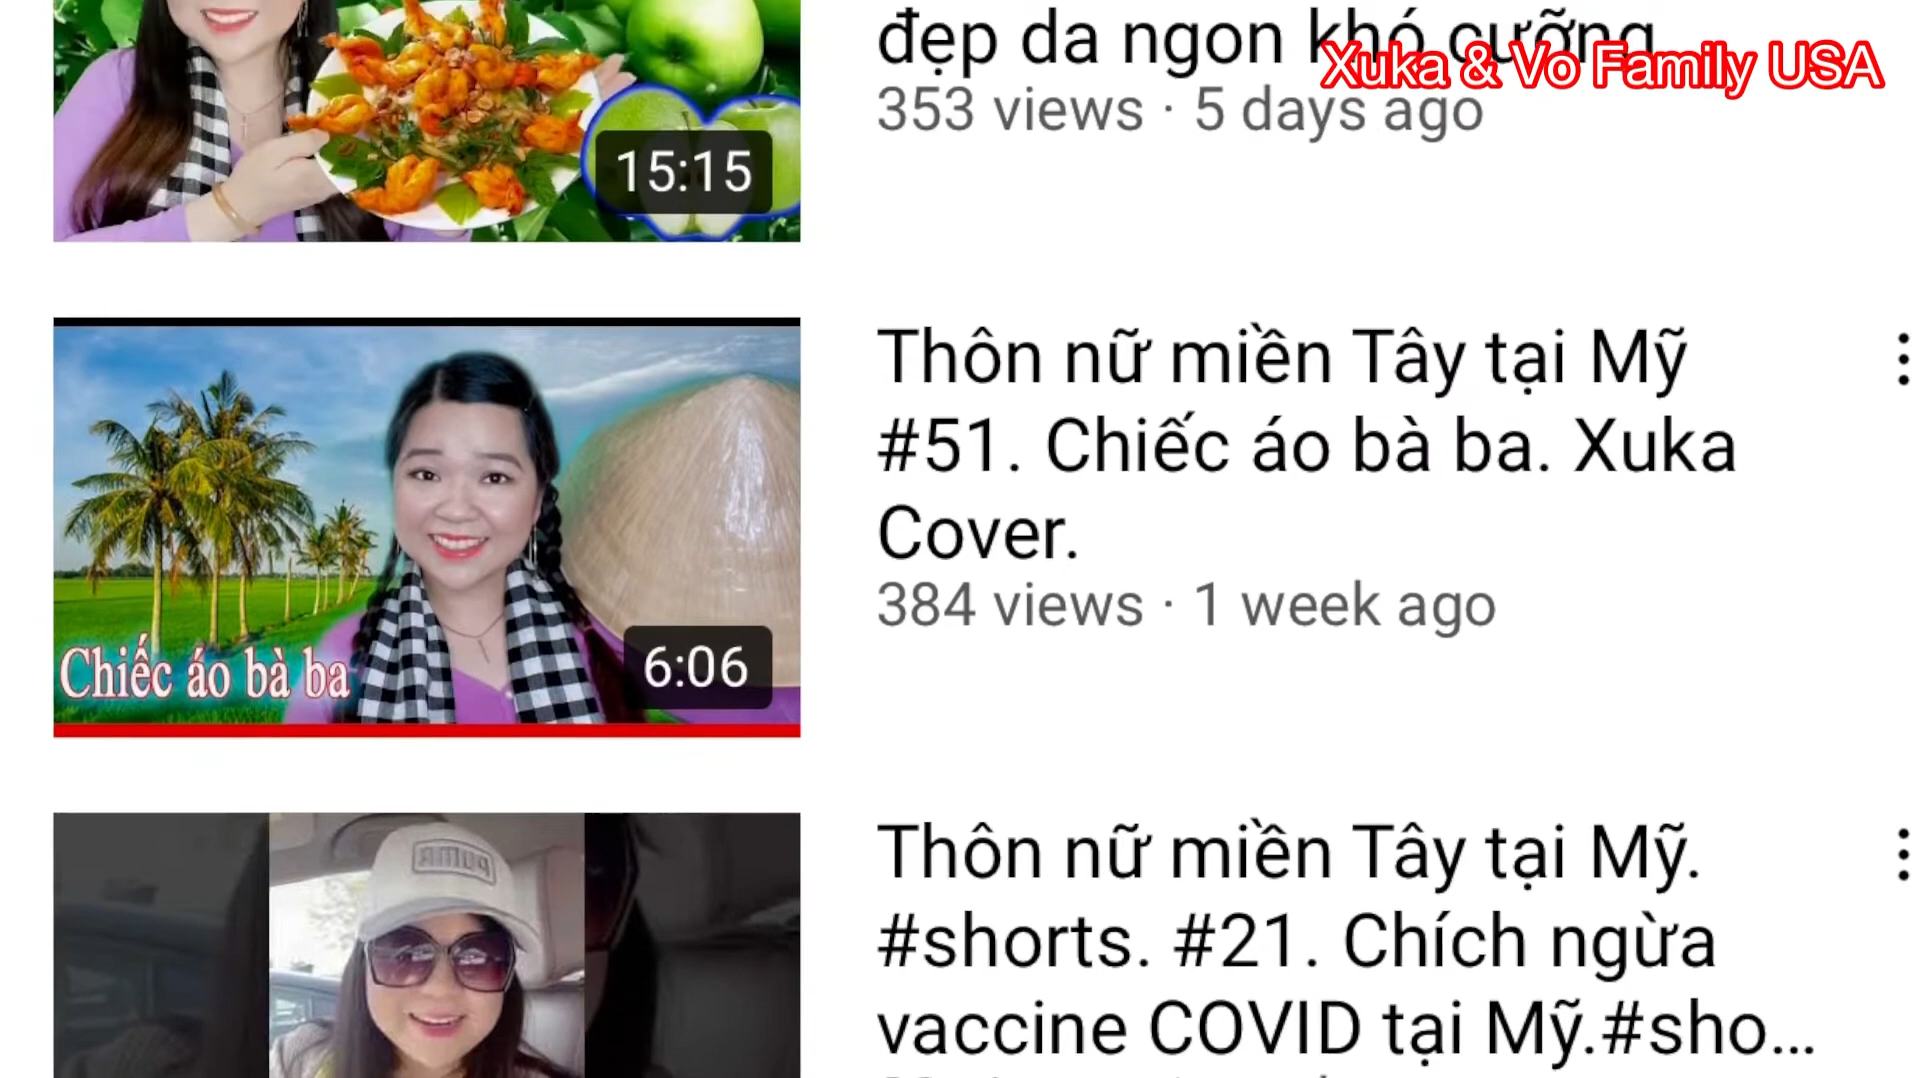 đẹp da ngon khó cưỡng
Xuka & Vo Family USA
353 views · 5 days ago
15:15
Thôn nữ miền Tây tại Mỹ
#51. Chiếc áo bà ba. Xuka
Cover.
384 views · 1 week ago
Chiếc áo bà ba
6:06
Thôn nữ miền Tây tại Mỹ.
#shorts. #21. Chích ngừa
vaccine COVID tại Mỹ.#sho...